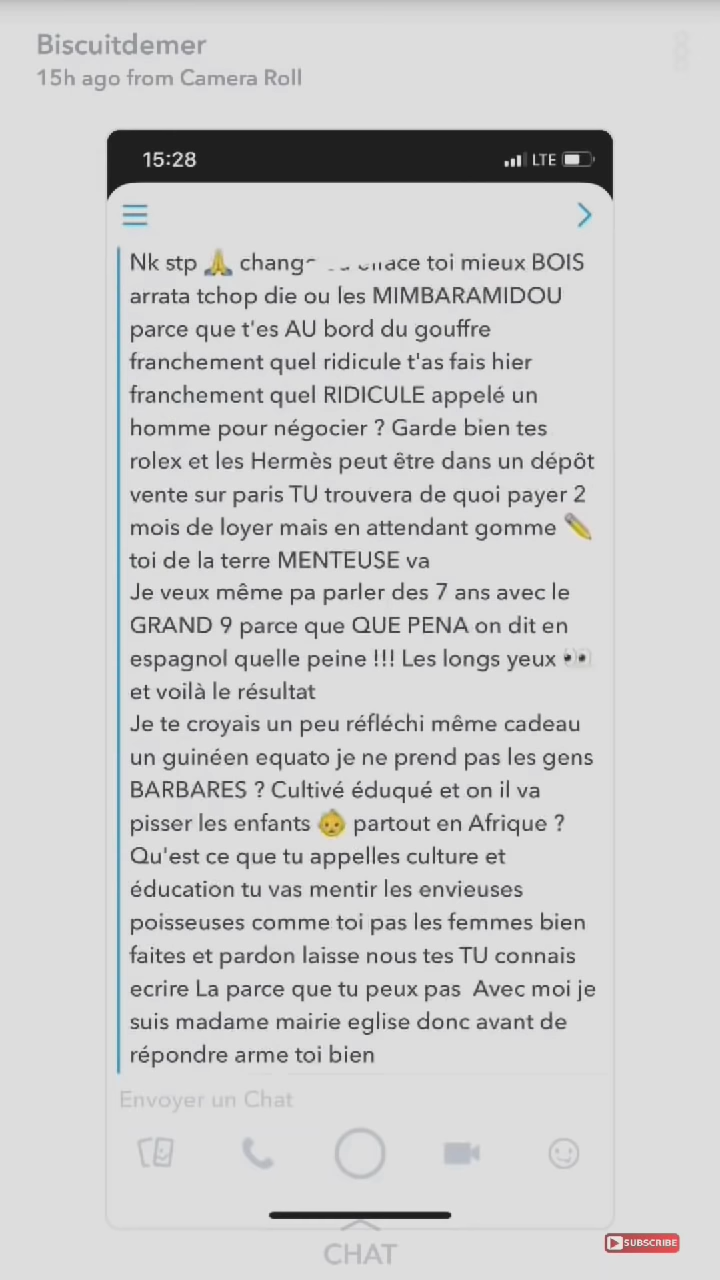 Biscuitdemer
15h ago from Camera Roll
15:28
LTE
Nk stp 🙏 toi mieux BOIS
arrata tchop die ou les MIMBARAMIDOU
parce que t'es AU bord du gouffre
franchement quel ridicule t'as fais hier
franchement quel RIDICULE appelé un
homme pour négocier ? Garde bien tes
rolex et les Hermès peut être dans un dépôt
vente sur paris TU trouvera de quoi payer 2
mois de loyer mais en attendant gomme ✏️
toi de la terre MENTEUSE va
Je veux même pa parler des 7 ans avec le
GRAND 9 parce que QUE PENA on dit en
espagnol quelle peine !!! Les longs yeux 👀
et voilà le résultat
Je te croyais un peu réfléchi même cadeau
un guinéen equato je ne prend pas les gens
BARBARES ? Cultivé éduqué et on il va
pisser les enfants 👶 partout en Afrique ?
Qu'est ce que tu appelles culture et
éducation tu vas mentir les envieuses
poisseuses comme toi pas les femmes bien
faites et pardon laisse nous tes TU connais
ecrire La parce que tu peux pas Avec moi je
suis madame mairie eglise donc avant de
répondre arme toi bien
Envoyer un Chat
CHAT
SUBSCRIBE